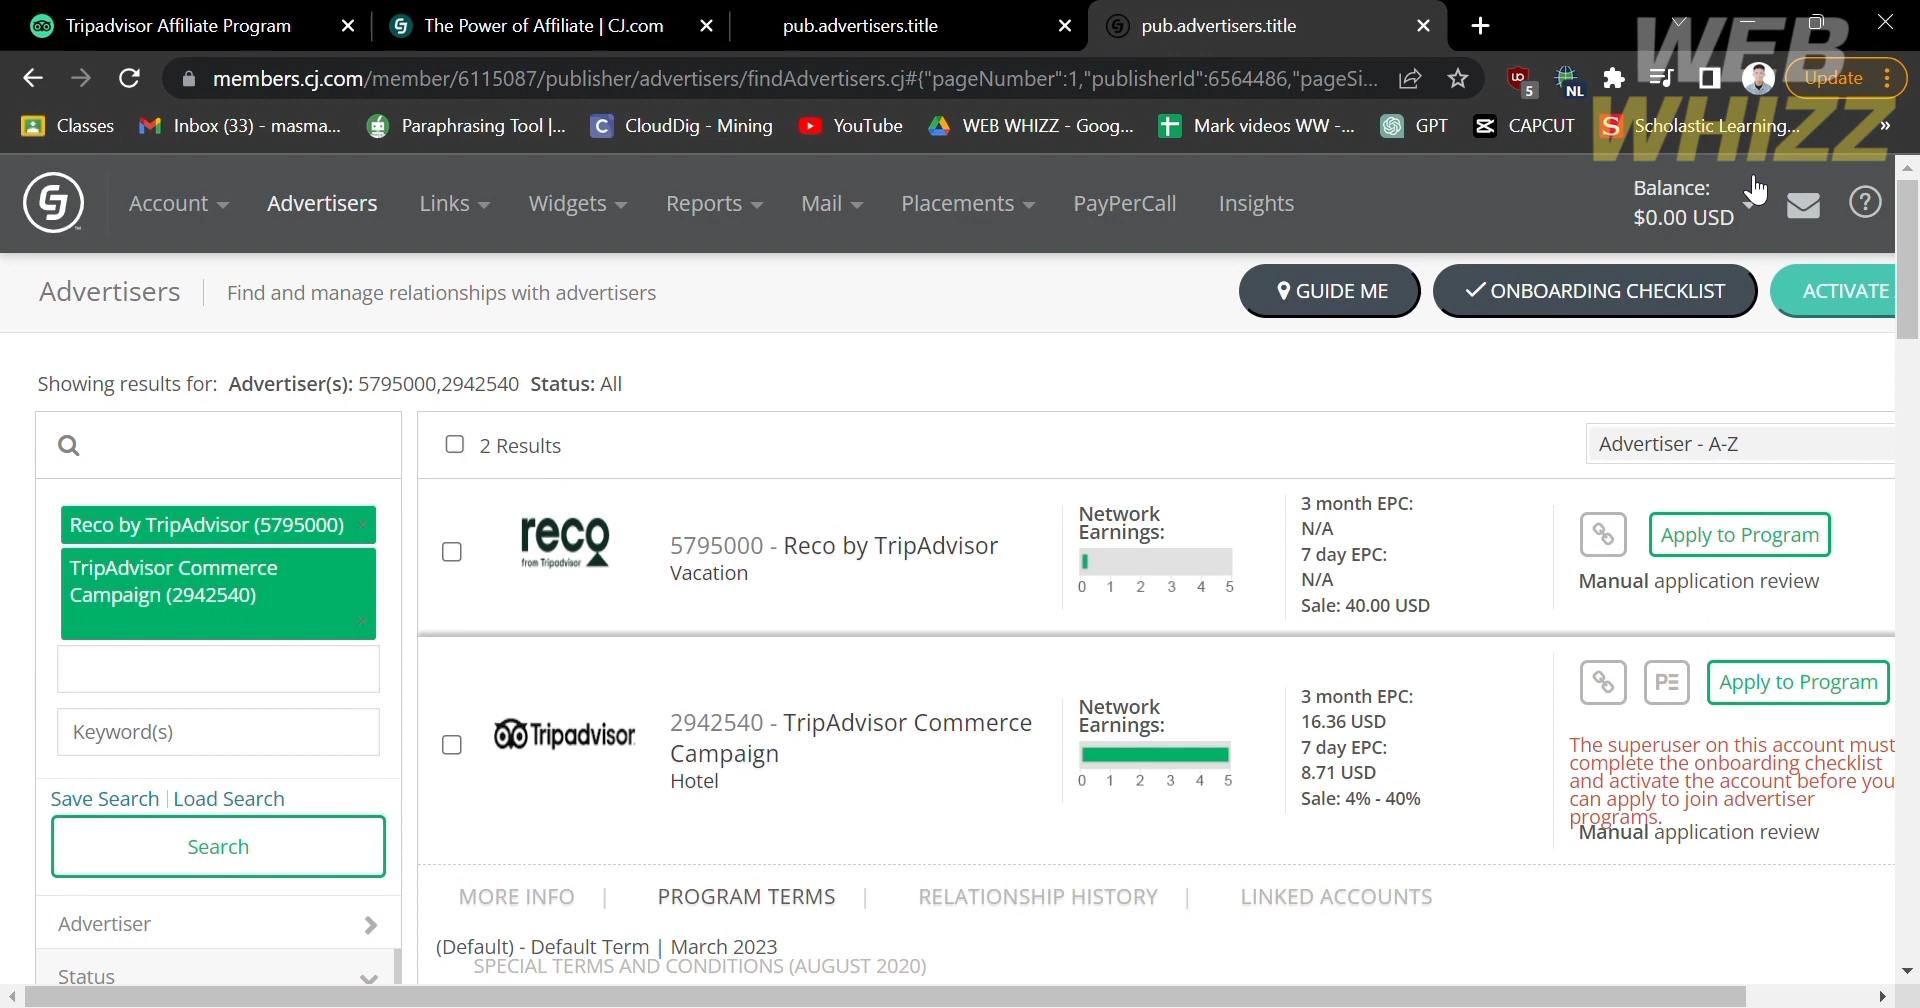 Tripadvisor Affiliate Program
The Power of Affiliate | CJ.com
pub.advertisers.title
pub.advertisers.title
WEB
WHIZZ
members.cj.com/member/6115087/publisher/advertisers/findAdvertisers.cj#{"pageNumber":1,"publisherId":6564486,"pageSi...
5
NL
Update
Classes
Inbox (33) - masma...
Paraphrasing Tool |...
CloudDig - Mining
YouTube
WEB WHIZZ - Goog...
Mark videos WW -...
GPT
CAPCUT
Scholastic Learning...
»
Account
Advertisers
Links
Widgets
Reports
Mail
Placements
PayPerCall
Insights
Balance:
$0.00 USD
Advertisers
Find and manage relationships with advertisers
GUIDE ME
ONBOARDING CHECKLIST
ACTIVATE
Showing results for: Advertiser(s): 5795000,2942540 Status: All
2 Results
Advertiser - A-Z
Reco by TripAdvisor (5795000) ×
TripAdvisor Commerce
Campaign (2942540)
×
Keyword(s)
Save Search | Load Search
Search
Advertiser
Status
reco
from Tripadvisor
5795000 - Reco by TripAdvisor
Vacation
Network
Earnings:
0 1 2 3 4 5
3 month EPC:
N/A
7 day EPC:
N/A
Sale: 40.00 USD
Apply to Program
Manual application review
Tripadvisor
2942540 - TripAdvisor Commerce
Campaign
Hotel
Network
Earnings:
0 1 2 3 4 5
3 month EPC:
16.36 USD
7 day EPC:
8.71 USD
Sale: 4% - 40%
Apply to Program
The superuser on this account must
complete the onboarding checklist
and activate the account before you
can apply to join advertiser
programs.
Manual application review
MORE INFO | PROGRAM TERMS | RELATIONSHIP HISTORY | LINKED ACCOUNTS
(Default) - Default Term | March 2023
SPECIAL TERMS AND CONDITIONS (AUGUST 2020)